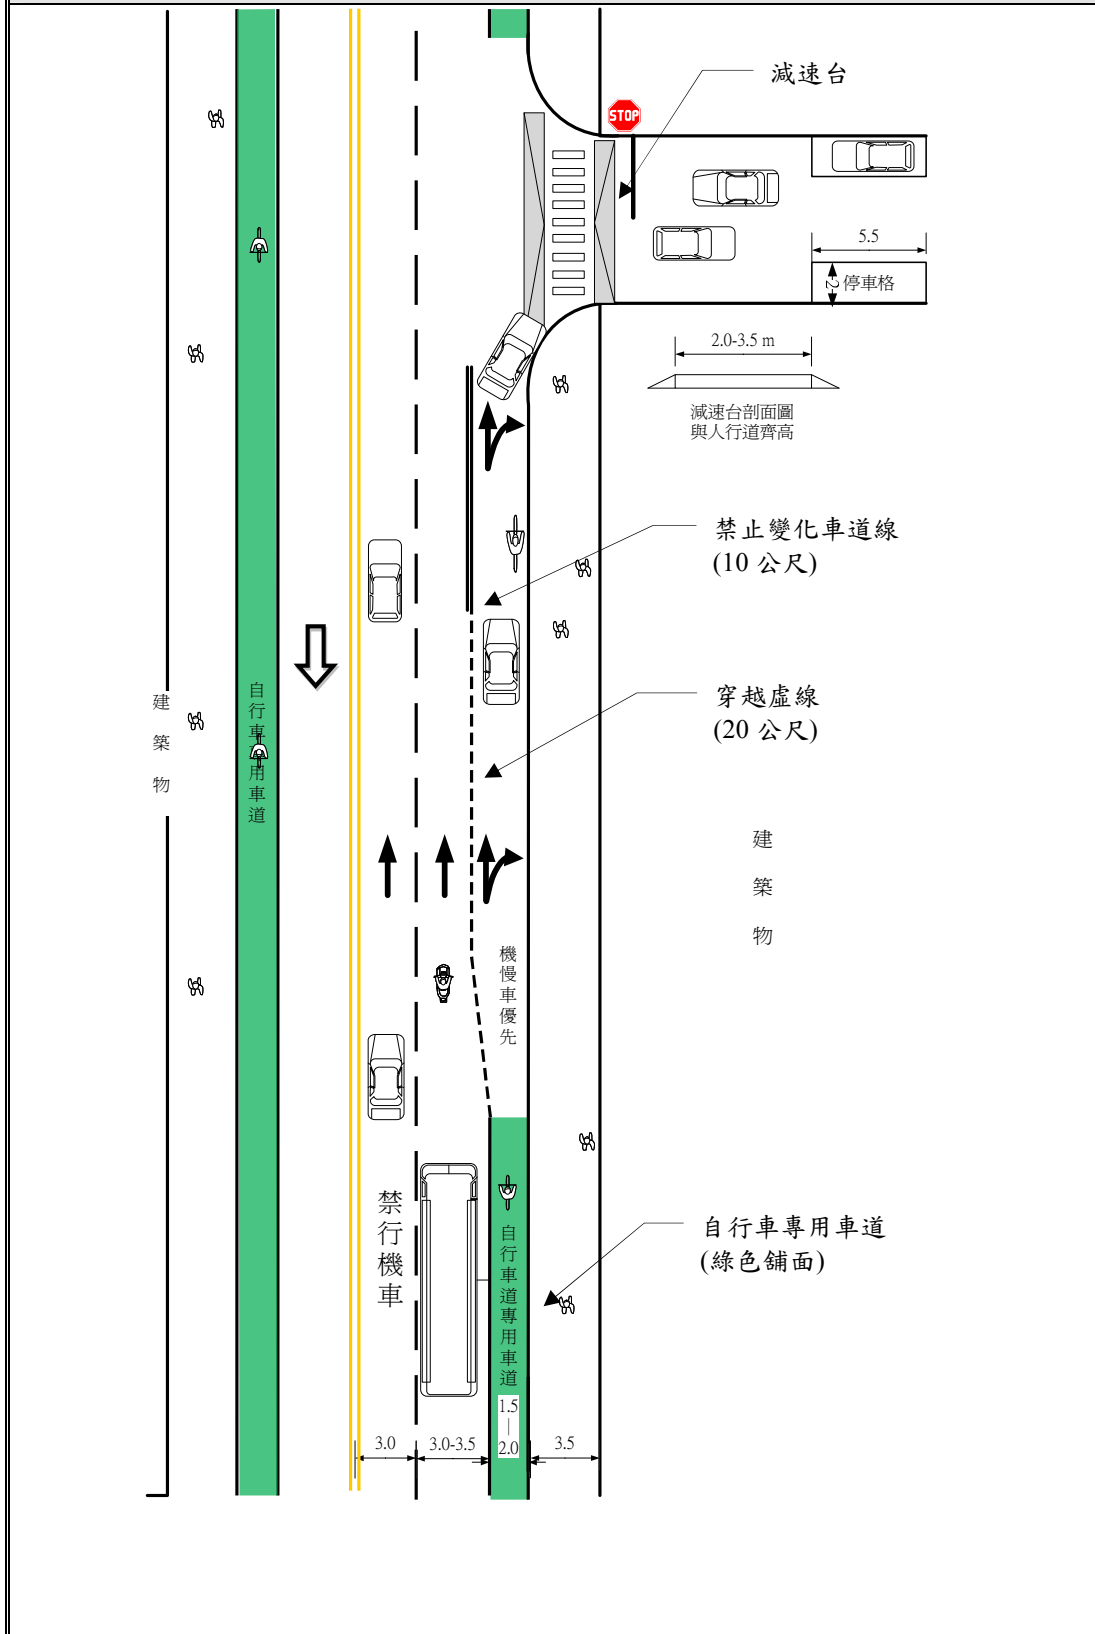 減速台
STOP
5.5
2
停車格
2.0-3.5 m
減速台剖面圖
與人行道齊高
禁止變化車道線
(10 公尺)
穿越虛線
(20 公尺)
建築物
自行車專用車道
建築物
機慢車優先
禁行機車
自行車道專用車道
自行車專用車道
(綠色舖面)
3.0
3.0-3.5
1.5
|
2.0
3.5